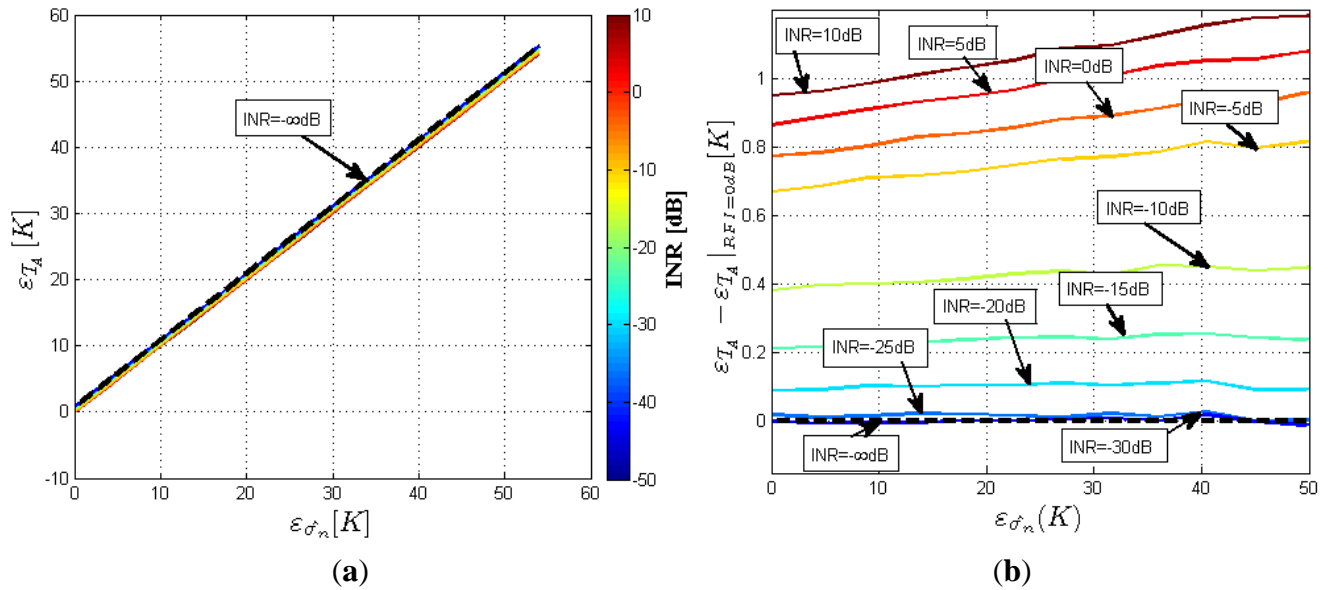 60
50
40
30
20
10
0
-10
0
10
20
30
40
50
60
ε_{T_A} [K]
ε_{σ̂_n}[K]
INR=-∞dB
10
0
-10
-20
-30
-40
-50
INR [dB]
(a)
1
0.8
0.6
0.4
0.2
0
0
10
20
30
40
50
ε_{T_A} − ε_{T_A}|_{RFI=0dB}[K]
ε_{σ̂_n}(K)
INR=10dB
INR=5dB
INR=0dB
INR=-5dB
INR=-10dB
INR=-15dB
INR=-20dB
INR=-25dB
INR=-∞dB
INR=-30dB
(b)